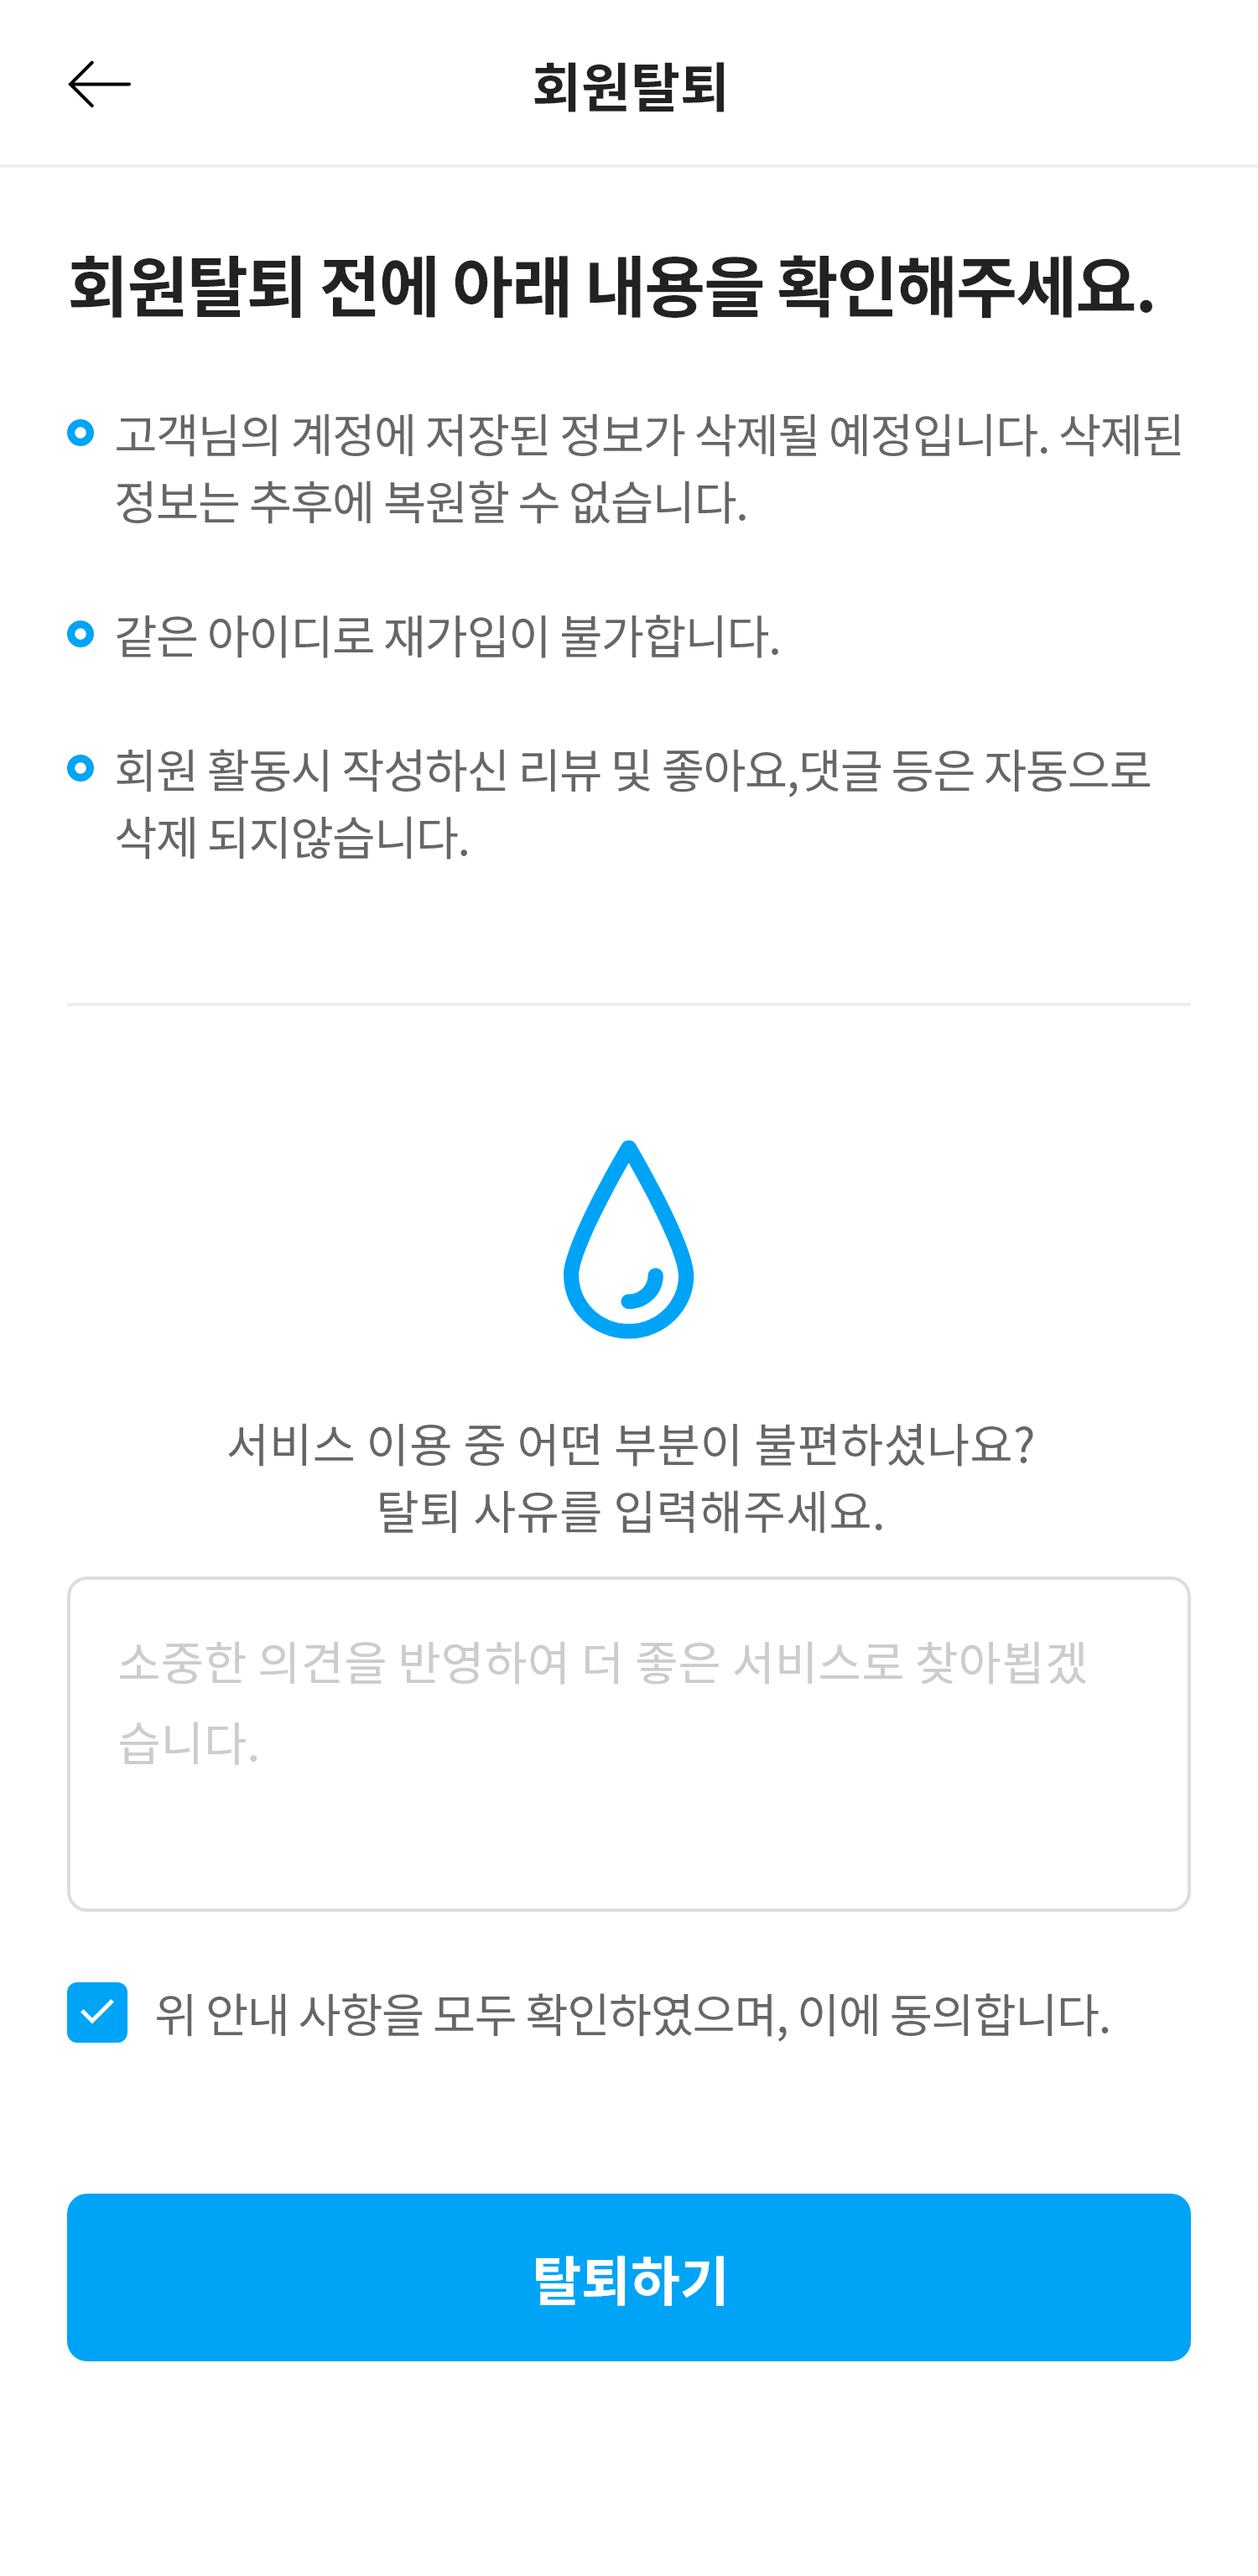 회원탈퇴
회원탈퇴 전에 아래 내용을 확인해주세요.
고객님의 계정에 저장된 정보가 삭제될 예정입니다. 삭제된
정보는 추후에 복원할 수 없습니다.
같은 아이디로 재가입이 불가합니다.
회원 활동시 작성하신 리뷰 및 좋아요,댓글 등은 자동으로
삭제 되지않습니다.
서비스 이용 중 어떤 부분이 불편하셨나요?
탈퇴 사유를 입력해주세요.
소중한 의견을 반영하여 더 좋은 서비스로 찾아뵙겠
습니다.
위 안내 사항을 모두 확인하였으며, 이에 동의합니다.
탈퇴하기